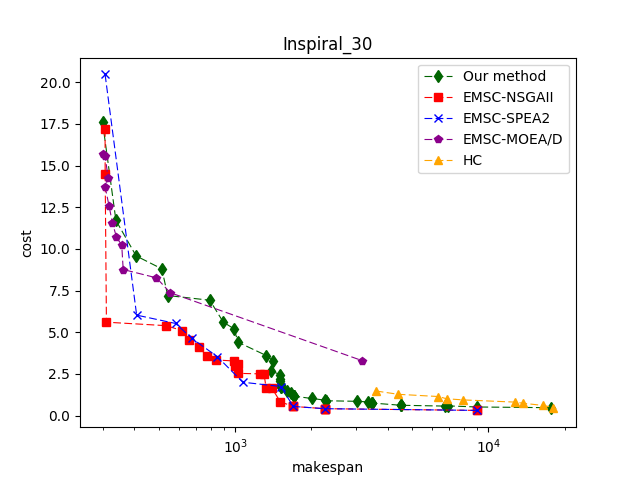 Inspiral_30
cost
20.0
17.5
15.0
12.5
10.0
7.5
5.0
2.5
0.0
Our method
EMSC-NSGAII
EMSC-SPEA2
EMSC-MOEA/D
HC
10³
10⁴
makespan